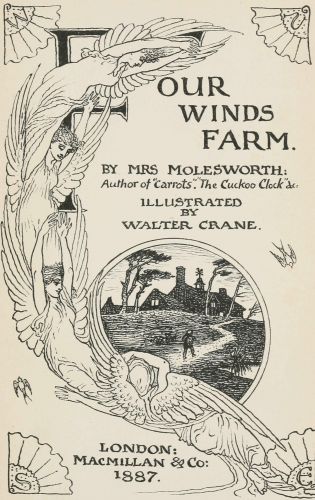 W N
FOUR
WINDS
FARM.
BY MRS MOLESWORTH:
Author of "Carrots", "The Cuckoo Clock" &c:
ILLUSTRATED
BY
WALTER CRANE.
LONDON:
MACMILLAN & Co:
1887.
S E